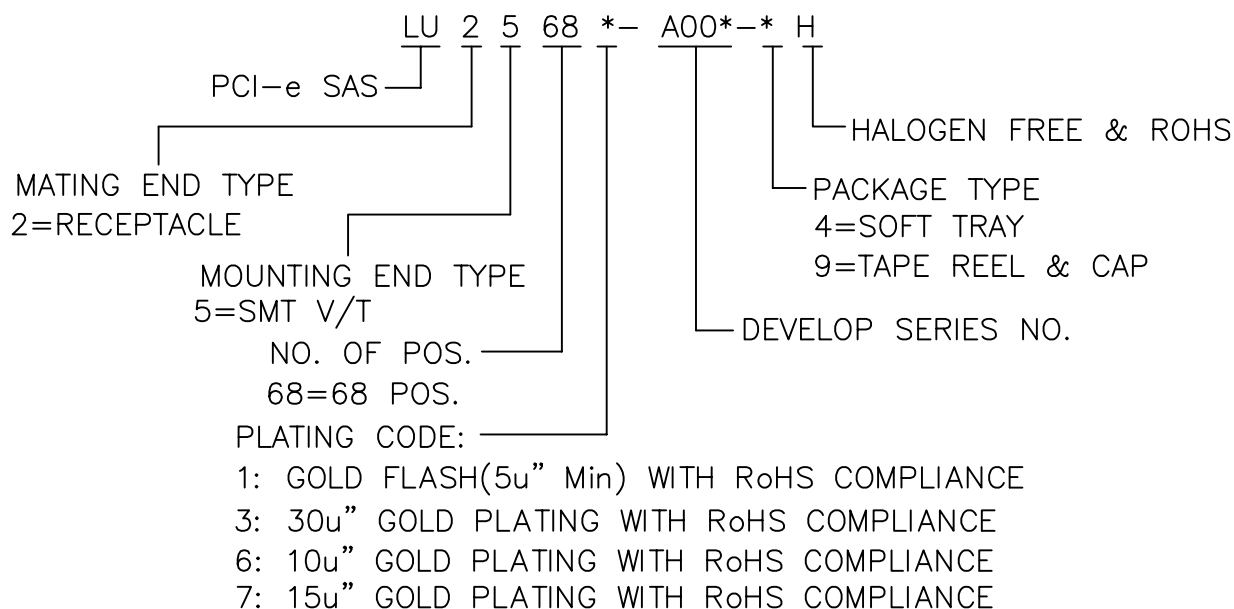 LU 2 5 68 *- A00*-* H
PCI-e SAS
HALOGEN FREE & ROHS
MATING END TYPE
2=RECEPTACLE
PACKAGE TYPE
4=SOFT TRAY
9=TAPE REEL & CAP
MOUNTING END TYPE
5=SMT V/T
DEVELOP SERIES NO.
NO. OF POS.
68=68 POS.
PLATING CODE:
1: GOLD FLASH(5u" Min) WITH RoHS COMPLIANCE
3: 30u" GOLD PLATING WITH RoHS COMPLIANCE
6: 10u" GOLD PLATING WITH RoHS COMPLIANCE
7: 15u" GOLD PLATING WITH RoHS COMPLIANCE